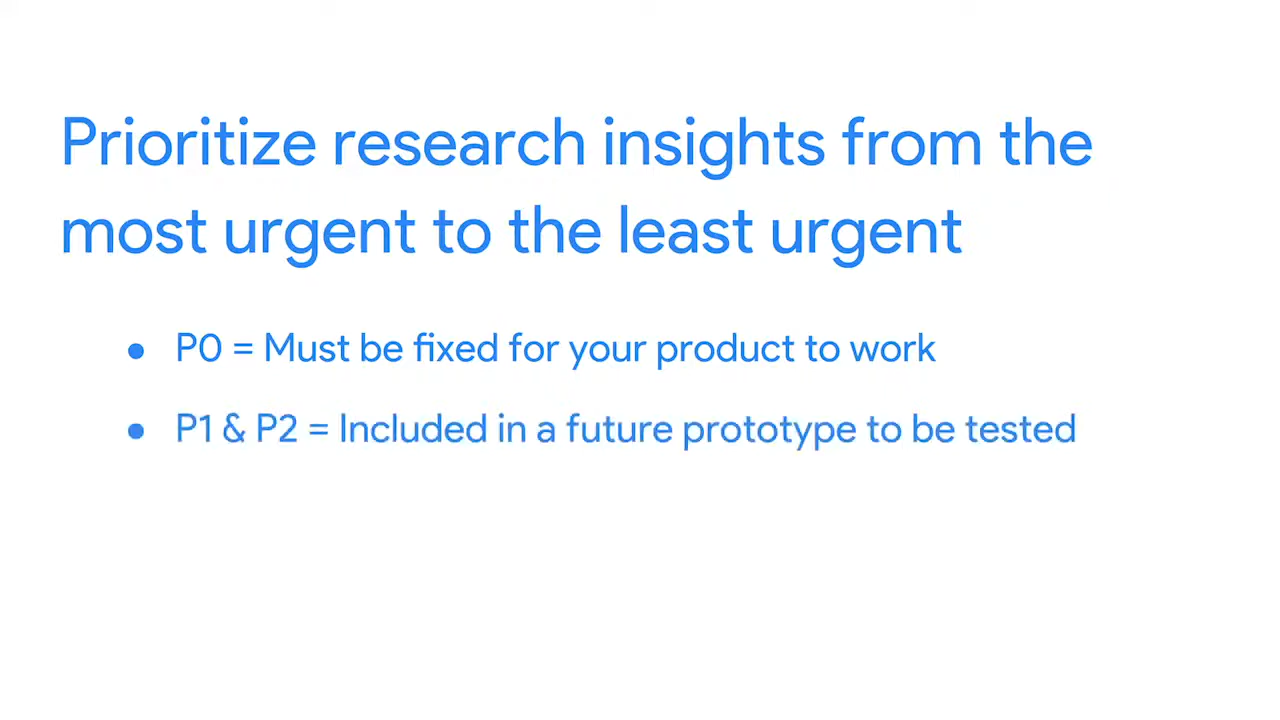 Prioritize research insights from the
most urgent to the least urgent
● P0 = Must be fixed for your product to work
● P1 & P2 = Included in a future prototype to be tested